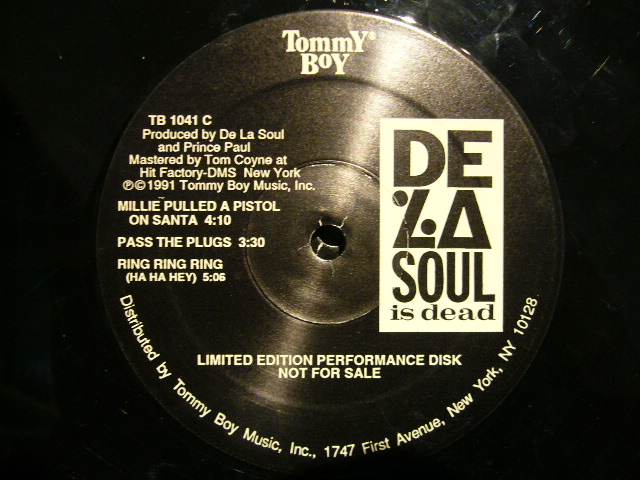 TOMMY®
BOY
TB 1041 C
Produced by De La Soul
and Prince Paul
Mastered by Tom Coyne at
Hit Factory-DMS New York
℗©1991 Tommy Boy Music, Inc.
MILLIE PULLED A PISTOL
ON SANTA 4:10
PASS THE PLUGS 3:30
RING RING RING
(HA HA HEY) 5:06
DE
LA
SOUL
is dead
LIMITED EDITION PERFORMANCE DISK
NOT FOR SALE
Distributed by Tommy Boy Music, Inc., 1747 First Avenue, New York, NY 10128